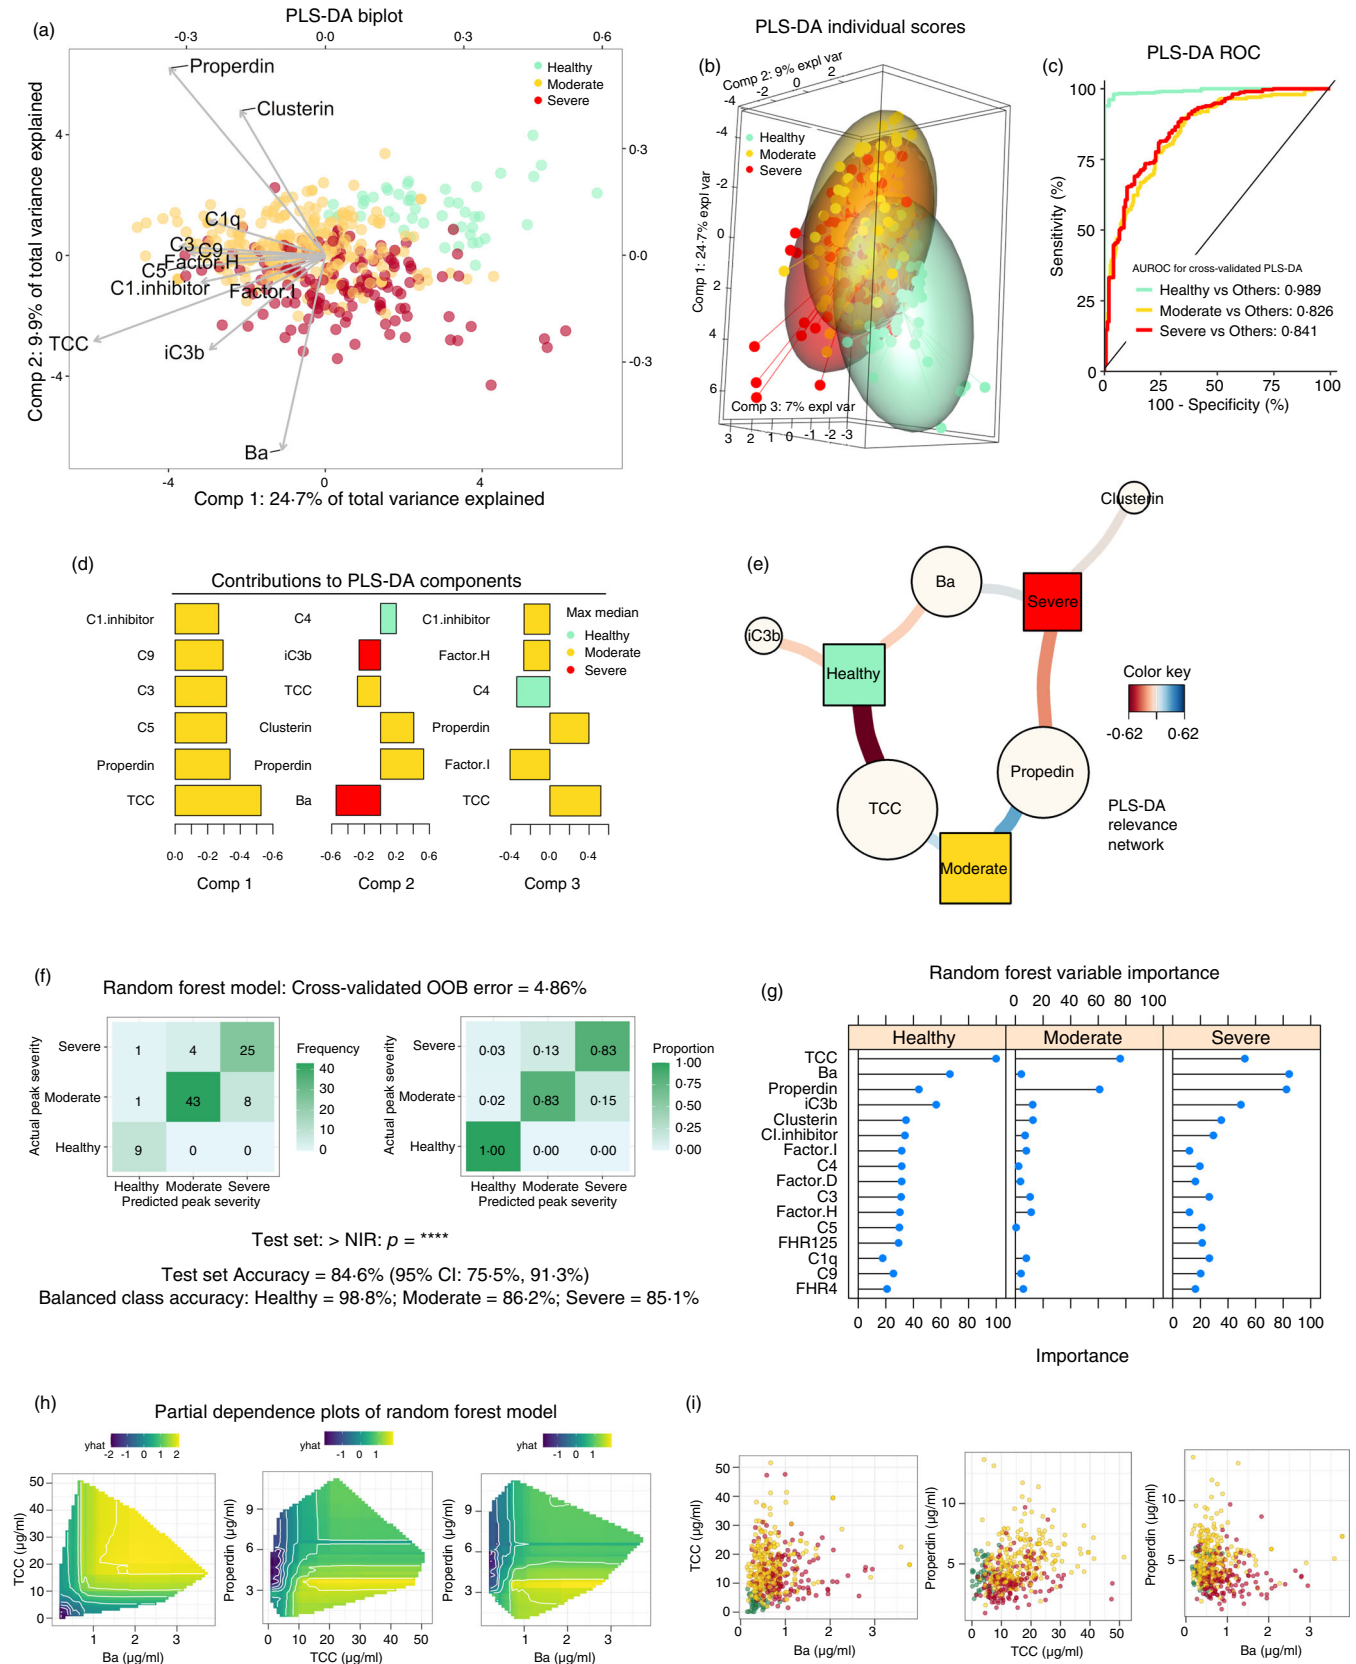 (a)
PLS-DA biplot
-0·3 0·0 0·3 0·6
Properdin
Clusterin
C1q
C3
C9
Factor.H
C5
C1.inhibitor
Factor.I
TCC
iC3b
Ba
Healthy
Moderate
Severe
4
0
-4
0·3
0·0
-0·3
-4 0 4
Comp 2: 9·9% of total variance explained
Comp 1: 24·7% of total variance explained
PLS-DA individual scores
(b)
Comp 2: 9% expl var
-4 -2 0 2
Healthy
Moderate
Severe
Comp 1: 24·7% expl var
-4
-2
0
2
4
6
Comp 3: 7% expl var
3 2 1 0 -1 -2 -3
(c)
PLS-DA ROC
Sensitivity (%)
100
75
50
25
0
AUROC for cross-validated PLS-DA
Healthy vs Others: 0·989
Moderate vs Others: 0·826
Severe vs Others: 0·841
0 25 50 75 100
100 - Specificity (%)
(d)
Contributions to PLS-DA components
C1.inhibitor
C9
C3
C5
Properdin
TCC
0·0 -0·2 -0·4 -0·6
Comp 1
C4
iC3b
TCC
Clusterin
Properdin
Ba
-0·6 -0·2 0·2 0·6
Comp 2
C1.inhibitor
Factor.H
C4
Properdin
Factor.I
TCC
-0·4 0·0 0·4
Comp 3
Max median
Healthy
Moderate
Severe
(e)
Clusterin
Ba
Severe
iC3b
Healthy
Propedin
TCC
Moderate
Color key
-0·62 0·62
PLS-DA
relevance
network
(f)
Random forest model: Cross-validated OOB error = 4·86%
Actual peak severity
Severe 1 4 25
Moderate 1 43 8
Healthy 9 0 0
Healthy Moderate Severe
Predicted peak severity
Frequency
40
30
20
10
0
Actual peak severity
Severe 0·03 0·13 0·83
Moderate 0·02 0·83 0·15
Healthy 1·00 0·00 0·00
Healthy Moderate Severe
Predicted peak severity
Proportion
1·00
0·75
0·50
0·25
0·00
Test set: > NIR: p = ****
Test set Accuracy = 84·6% (95% CI: 75·5%, 91·3%)
Balanced class accuracy: Healthy = 98·8%; Moderate = 86·2%; Severe = 85·1%
(g)
Random forest variable importance
0 20 40 60 80 100
Healthy Moderate Severe
TCC
Ba
Properdin
iC3b
Clusterin
CI.inhibitor
Factor.I
C4
Factor.D
C3
Factor.H
C5
FHR125
C1q
C9
FHR4
0 20 40 60 80 100 0 20 40 60 80 100
Importance
(h)
Partial dependence plots of random forest model
yhat -2 -1 0 1 2
TCC (µg/ml)
50
40
30
20
10
0
1 2 3
Ba (µg/ml)
yhat -1 0 1
Properdin (µg/ml)
9
6
3
0 10 20 30 40 50
TCC (µg/ml)
yhat -1 0 1
Properdin (µg/ml)
9
6
3
1 2 3
Ba (µg/ml)
(i)
TCC (µg/ml)
50
40
30
20
10
0
0 1 2 3
Ba (µg/ml)
Properdin (µg/ml)
10
5
0 10 20 30 40 50
TCC (µg/ml)
Properdin (µg/ml)
10
5
0 1 2 3
Ba (µg/ml)